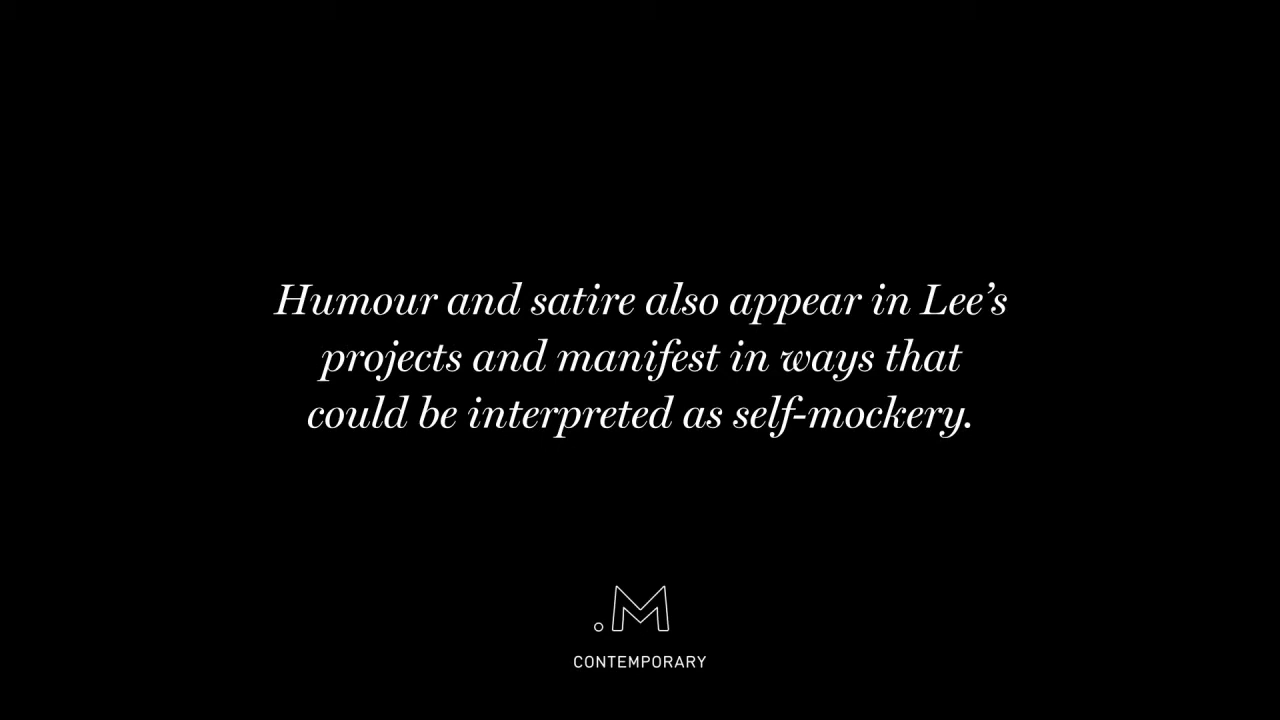 Humour and satire also appear in Lee’s
projects and manifest in ways that
could be interpreted as self-mockery.
.M
CONTEMPORARY